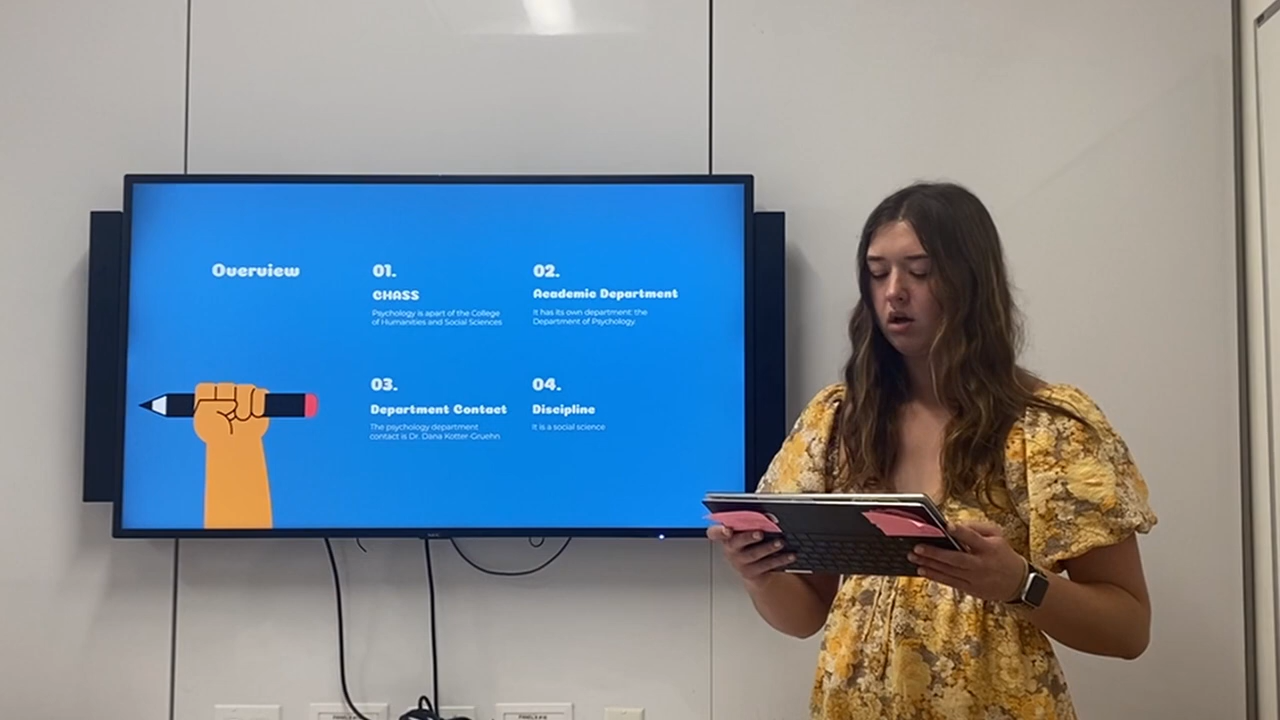 Overview
01.
CHASS
Psychology is apart of the College
of Humanities and Social Sciences
02.
Academic Department
It has its own department: the
Department of Psychology.
03.
Department Contact
The psychology department
contact is Dr. Dana Kotter-Gruehn
04.
Discipline
It is a social science